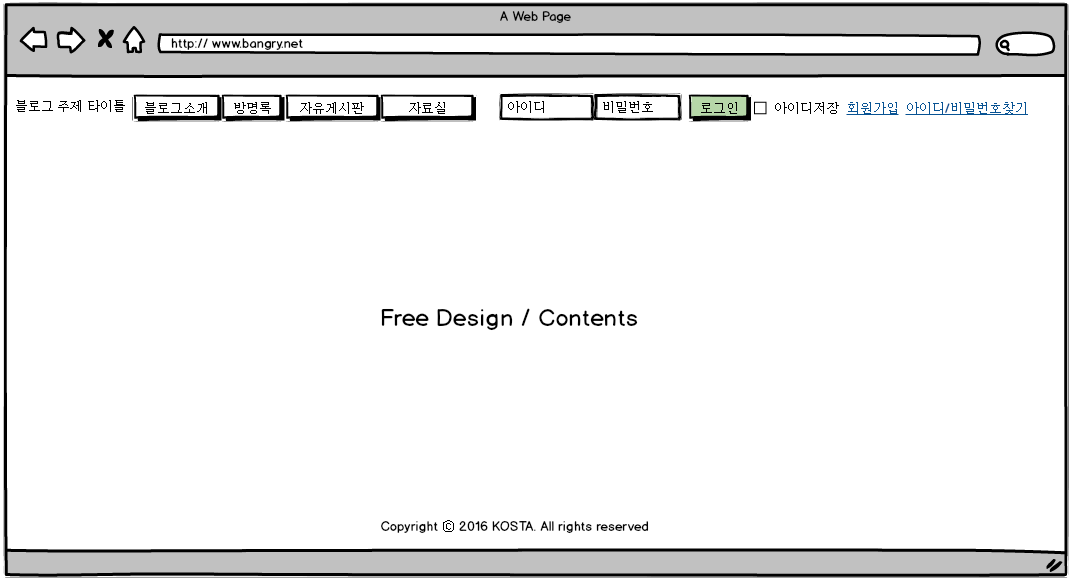 A Web Page
http:// www.bangry.net
블로그 주제 타이틀 블로그소개 방명록 자유게시판 자료실 아이디 비밀번호 로그인 아이디저장 회원가입 아이디/비밀번호찾기
Free Design / Contents
Copyright © 2016 KOSTA. All rights reserved